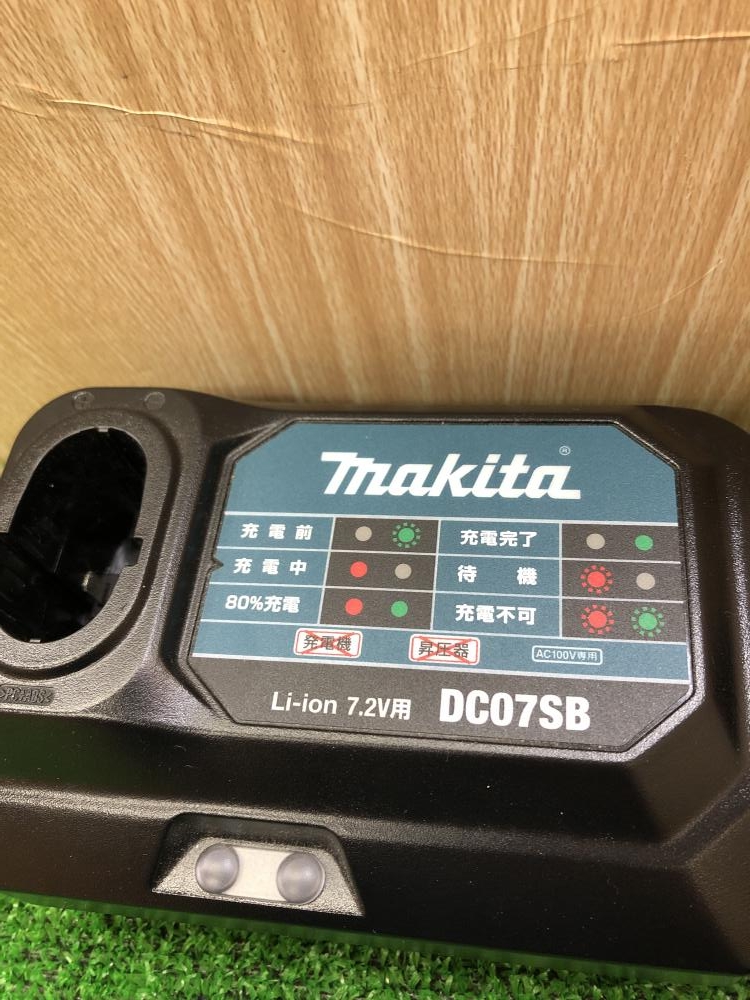 makita®
充電前
充電完了
充電中
待機
80%充電
充電不可
発電機
昇圧器
AC100V専用
Li-ion 7.2V用 DC07SB
>PC+ABS<